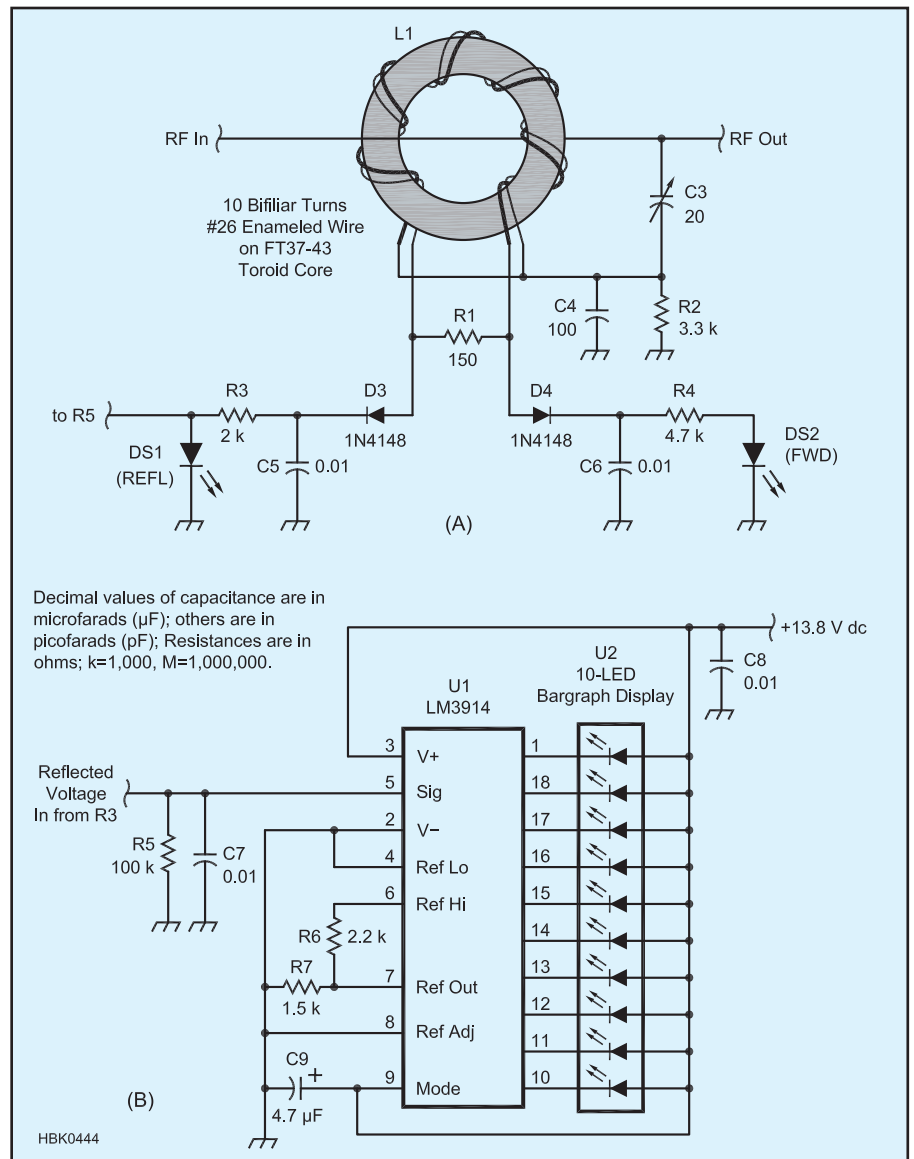 L1
RF In
RF Out
C3
20
10 Bifiliar Turns
#26 Enameled Wire
on FT37-43
Toroid Core
C4
100
R2
3.3 k
R1
150
to R5
R3
2 k
D3
1N4148
D4
1N4148
R4
4.7 k
DS1
(REFL)
C5
0.01
C6
0.01
DS2
(FWD)
(A)
Decimal values of capacitance are in
microfarads (µF); others are in
picofarads (pF); Resistances are in
ohms; k=1,000, M=1,000,000.
+13.8 V dc
C8
0.01
U1
LM3914
U2
10-LED
Bargraph Display
Reflected
Voltage
In from R3
R5
100 k
C7
0.01
3 V+ 1
5 Sig 18
2 V− 17
4 Ref Lo 16
6 Ref Hi 15
14
R6 2.2 k
13
R7
1.5 k
7 Ref Out 12
8 Ref Adj 11
9 Mode 10
C9
+
4.7 µF
(B)
HBK0444